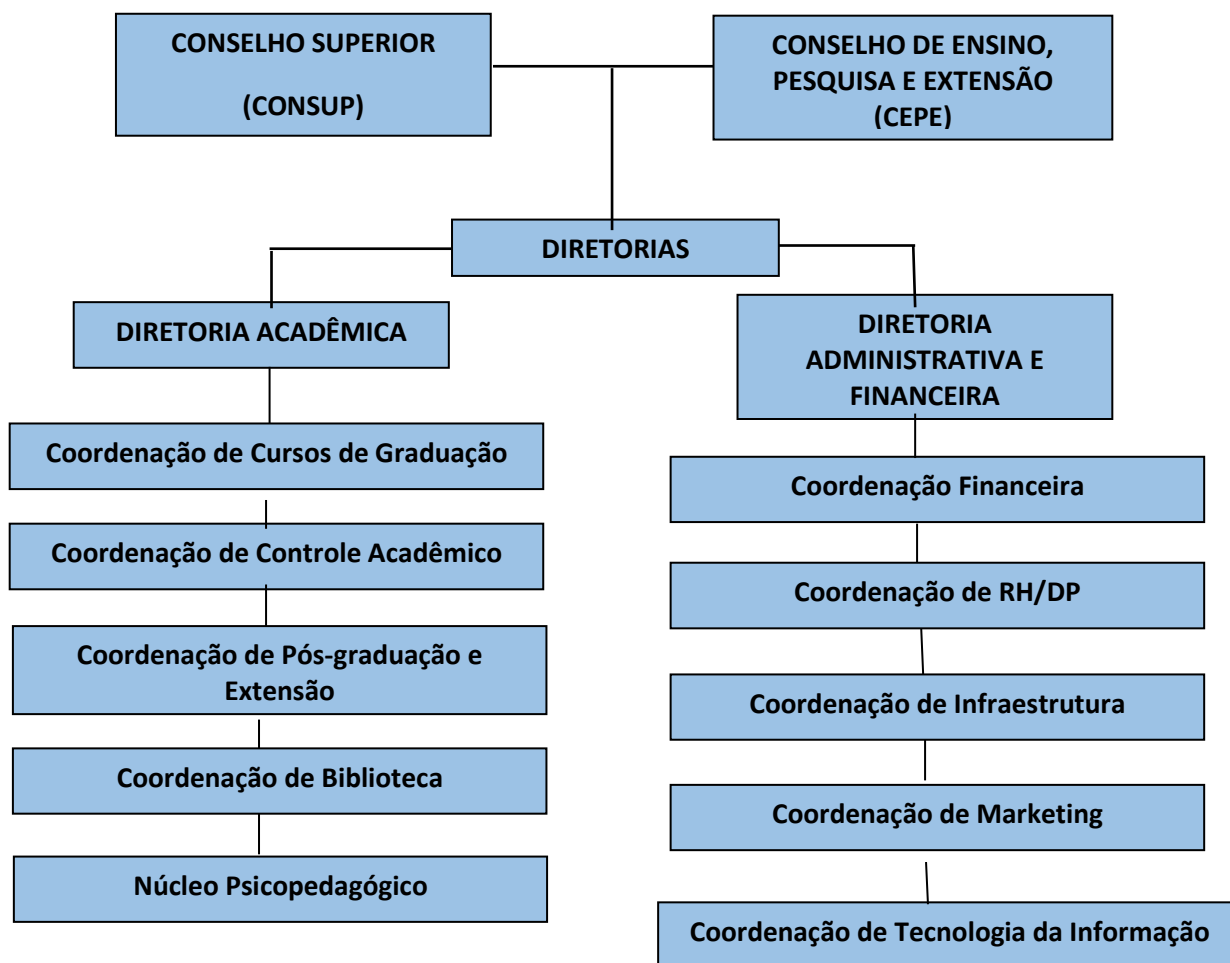 CONSELHO SUPERIOR
(CONSUP)
CONSELHO DE ENSINO,
PESQUISA E EXTENSÃO
(CEPE)
DIRETORIAS
DIRETORIA ACADÊMICA
Coordenação de Cursos de Graduação
Coordenação de Controle Acadêmico
Coordenação de Pós-graduação e
Extensão
Coordenação de Biblioteca
Núcleo Psicopedagógico
DIRETORIA
ADMINISTRATIVA E
FINANCEIRA
Coordenação Financeira
Coordenação de RH/DP
Coordenação de Infraestrutura
Coordenação de Marketing
Coordenação de Tecnologia da Informação